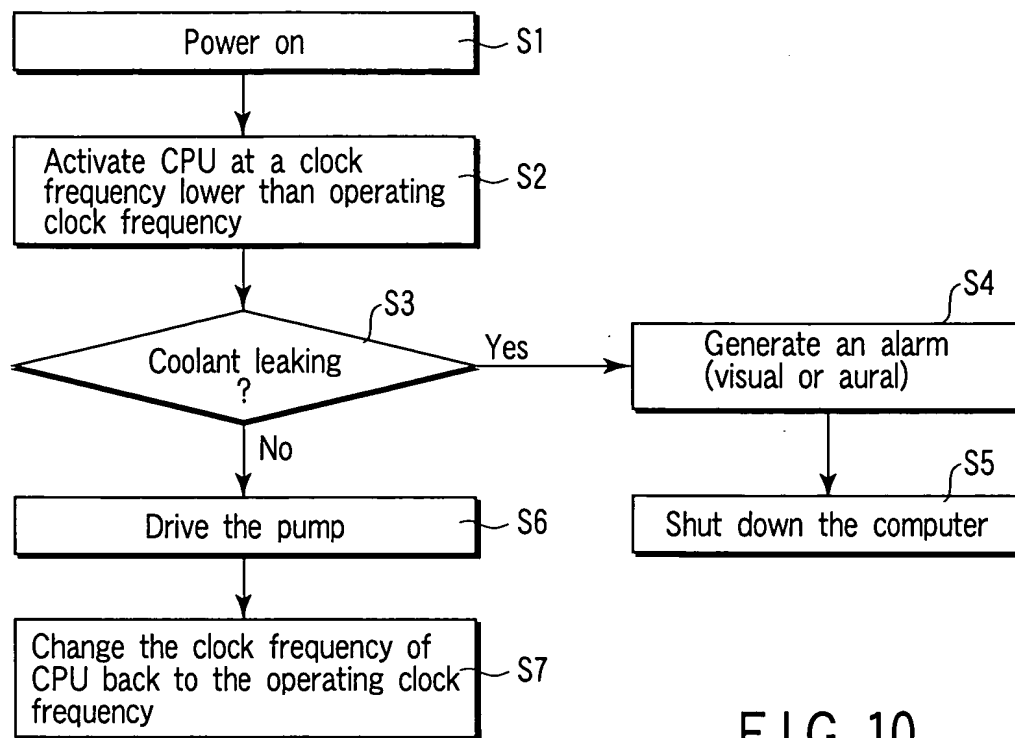 Power on
S1
Activate CPU at a clock
frequency lower than operating
clock frequency
S2
S3
Coolant leaking
?
Yes
No
S4
Generate an alarm
(visual or aural)
S5
Shut down the computer
Drive the pump
S6
Change the clock frequency of
CPU back to the operating clock
frequency
S7
FIG. 10